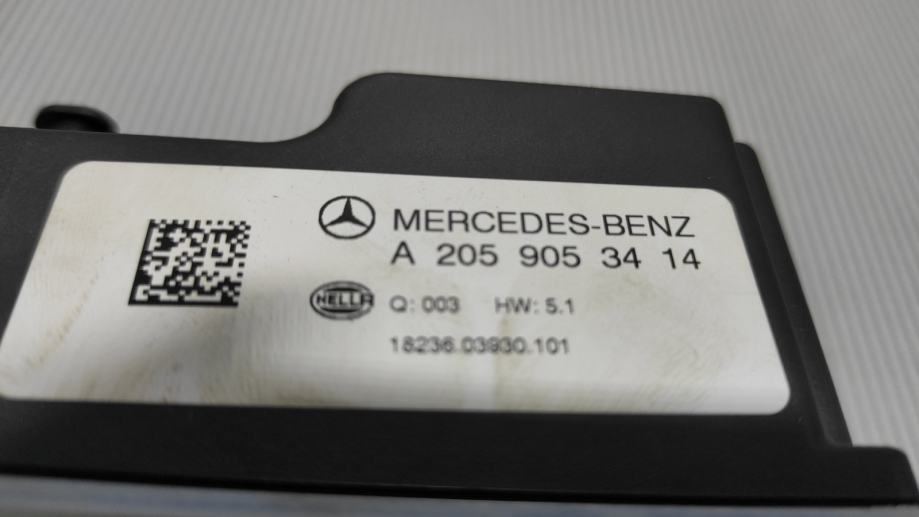 MERCEDES-BENZ
A 205 905 34 14
HELLA Q: 003 HW: 5.1
18236.03930.101